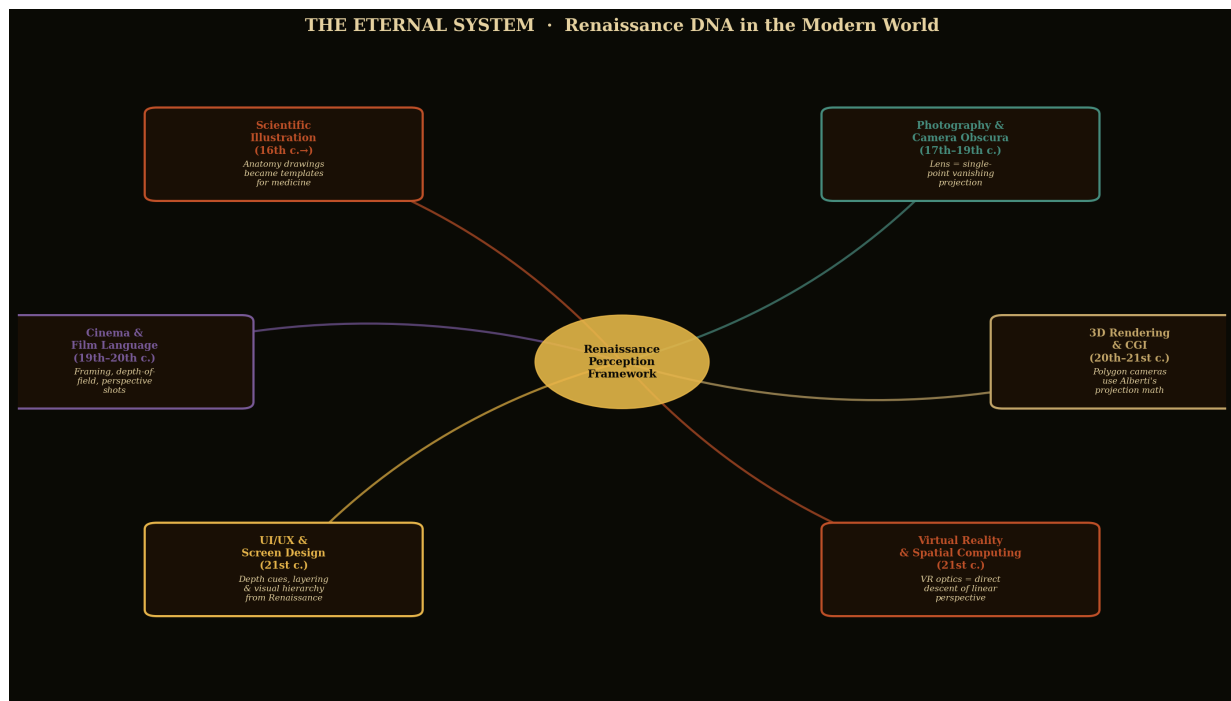 THE ETERNAL SYSTEM · Renaissance DNA in the Modern World
Scientific
Illustration
(16th c.→)
Anatomy drawings
became templates
for medicine
Photography &
Camera Obscura
(17th–19th c.)
Lens = single-
point vanishing
projection
Cinema &
Film Language
(19th–20th c.)
Framing, depth-of-
field, perspective
shots
Renaissance
Perception
Framework
3D Rendering
& CGI
(20th–21st c.)
Polygon cameras
use Alberti's
projection math
UI/UX &
Screen Design
(21st c.)
Depth cues, layering
& visual hierarchy
from Renaissance
Virtual Reality
& Spatial Computing
(21st c.)
VR optics = direct
descent of linear
perspective